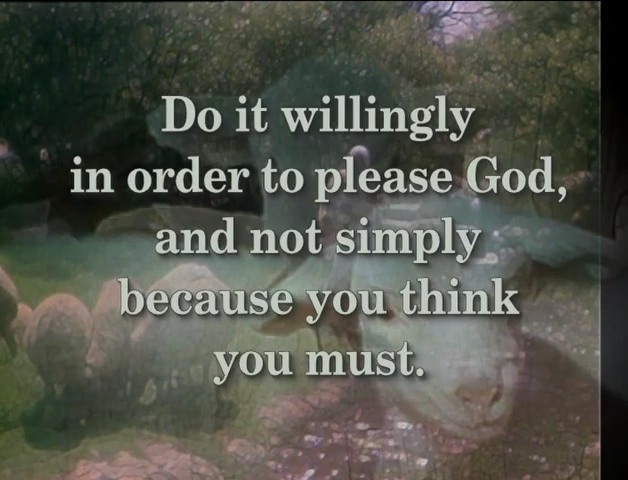 Do it willingly
in order to please God,
and not simply
because you think
you must.